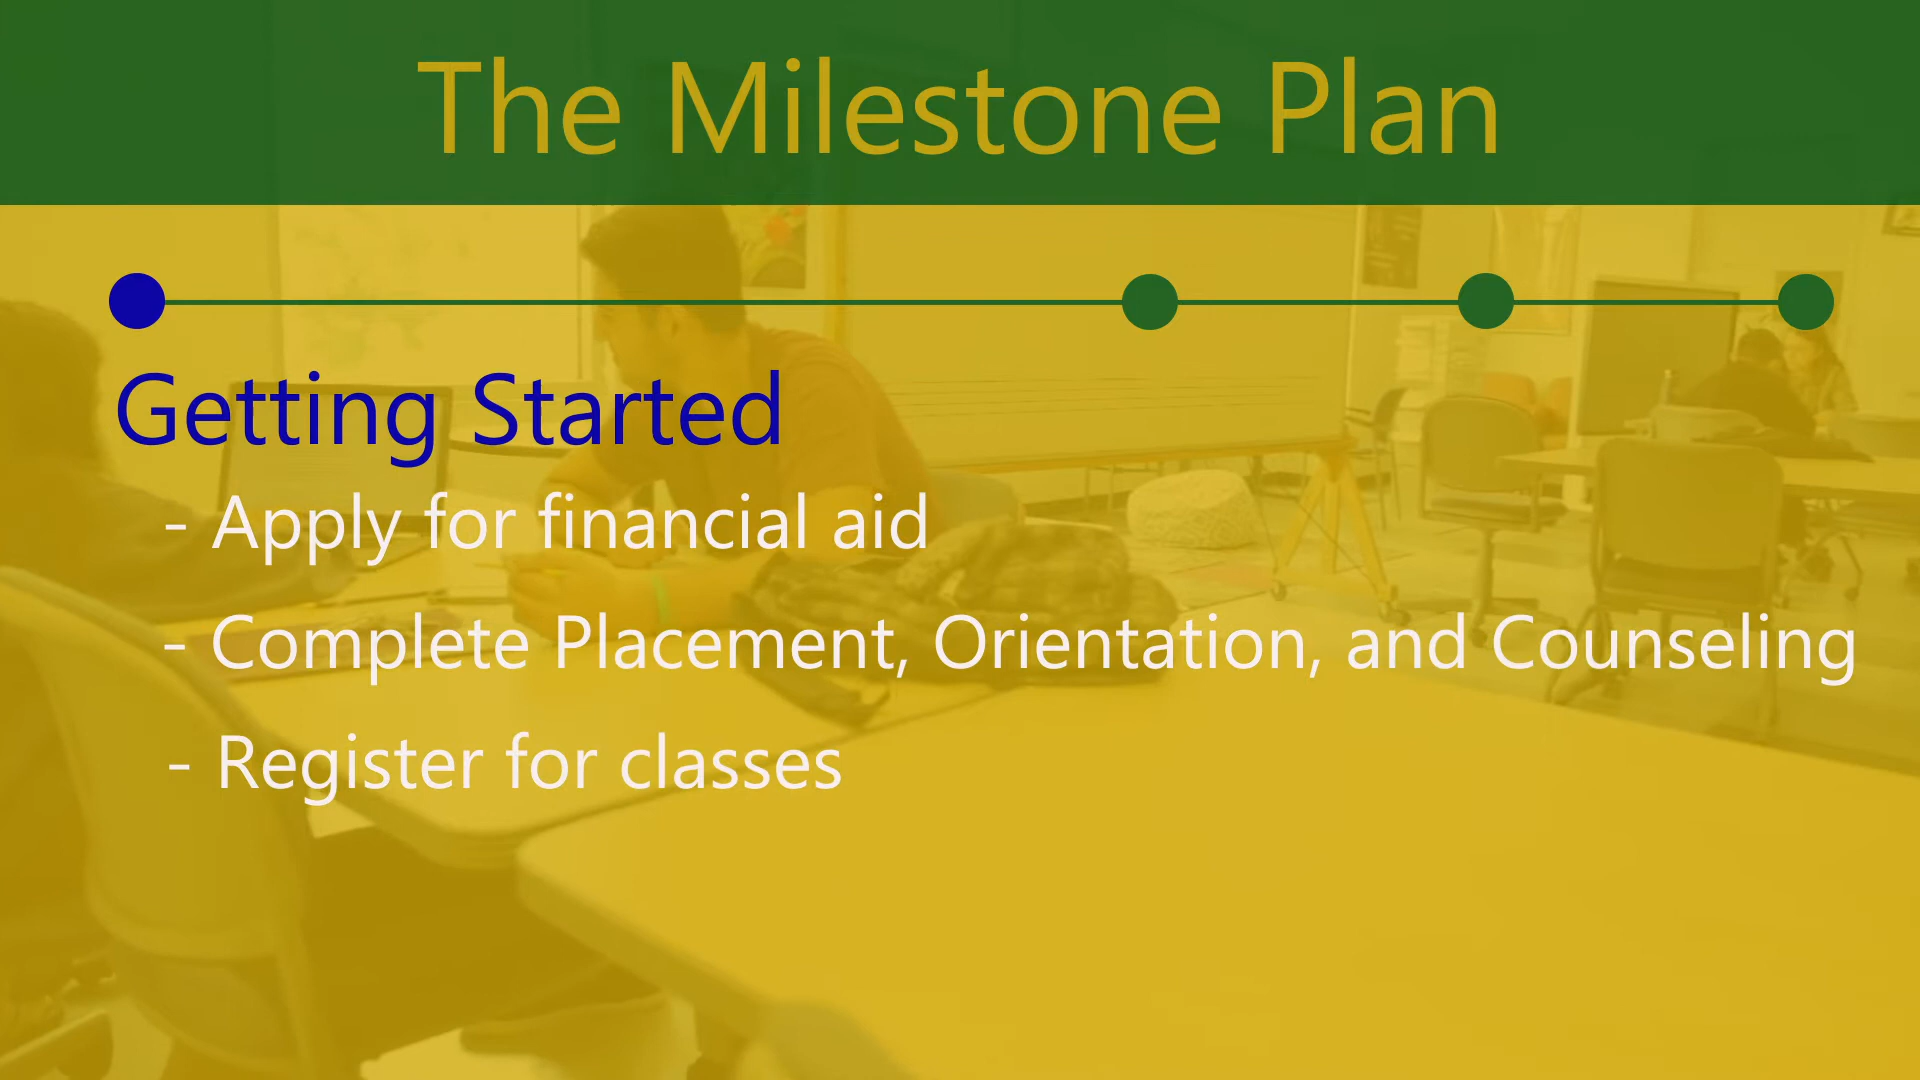 The Milestone Plan
Getting Started
- Apply for financial aid
- Complete Placement, Orientation, and Counseling
- Register for classes